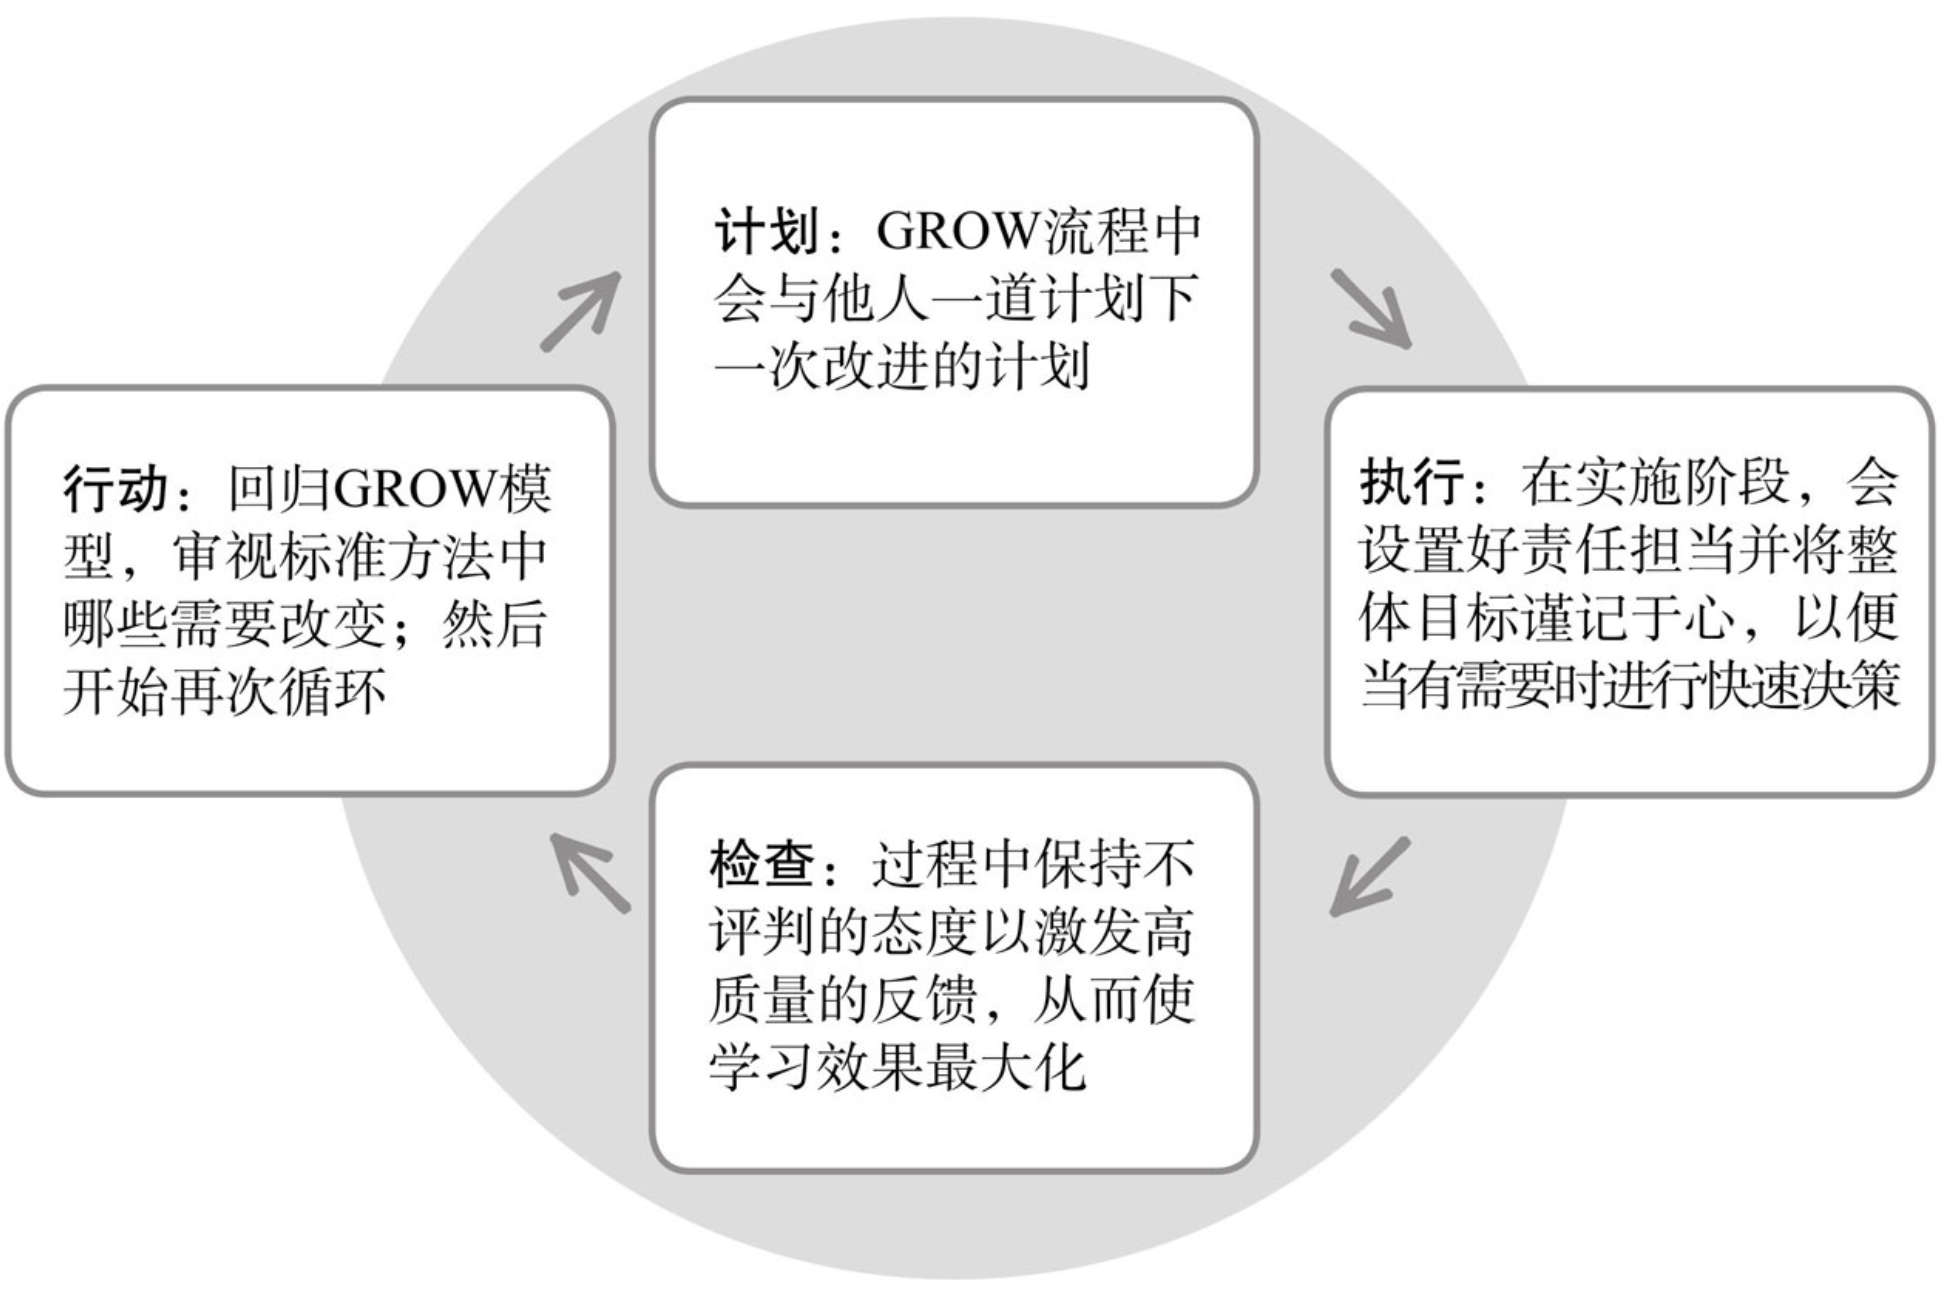 计划：GROW流程中
会与他人一道计划下
一次改进的计划
执行：在实施阶段，会
设置好责任担当并将整
体目标谨记于心，以便
当有需要时进行快速决策
检查：过程中保持不
评判的态度以激发高
质量的反馈，从而使
学习效果最大化
行动：回归GROW模
型，审视标准方法中
哪些需要改变；然后
开始再次循环